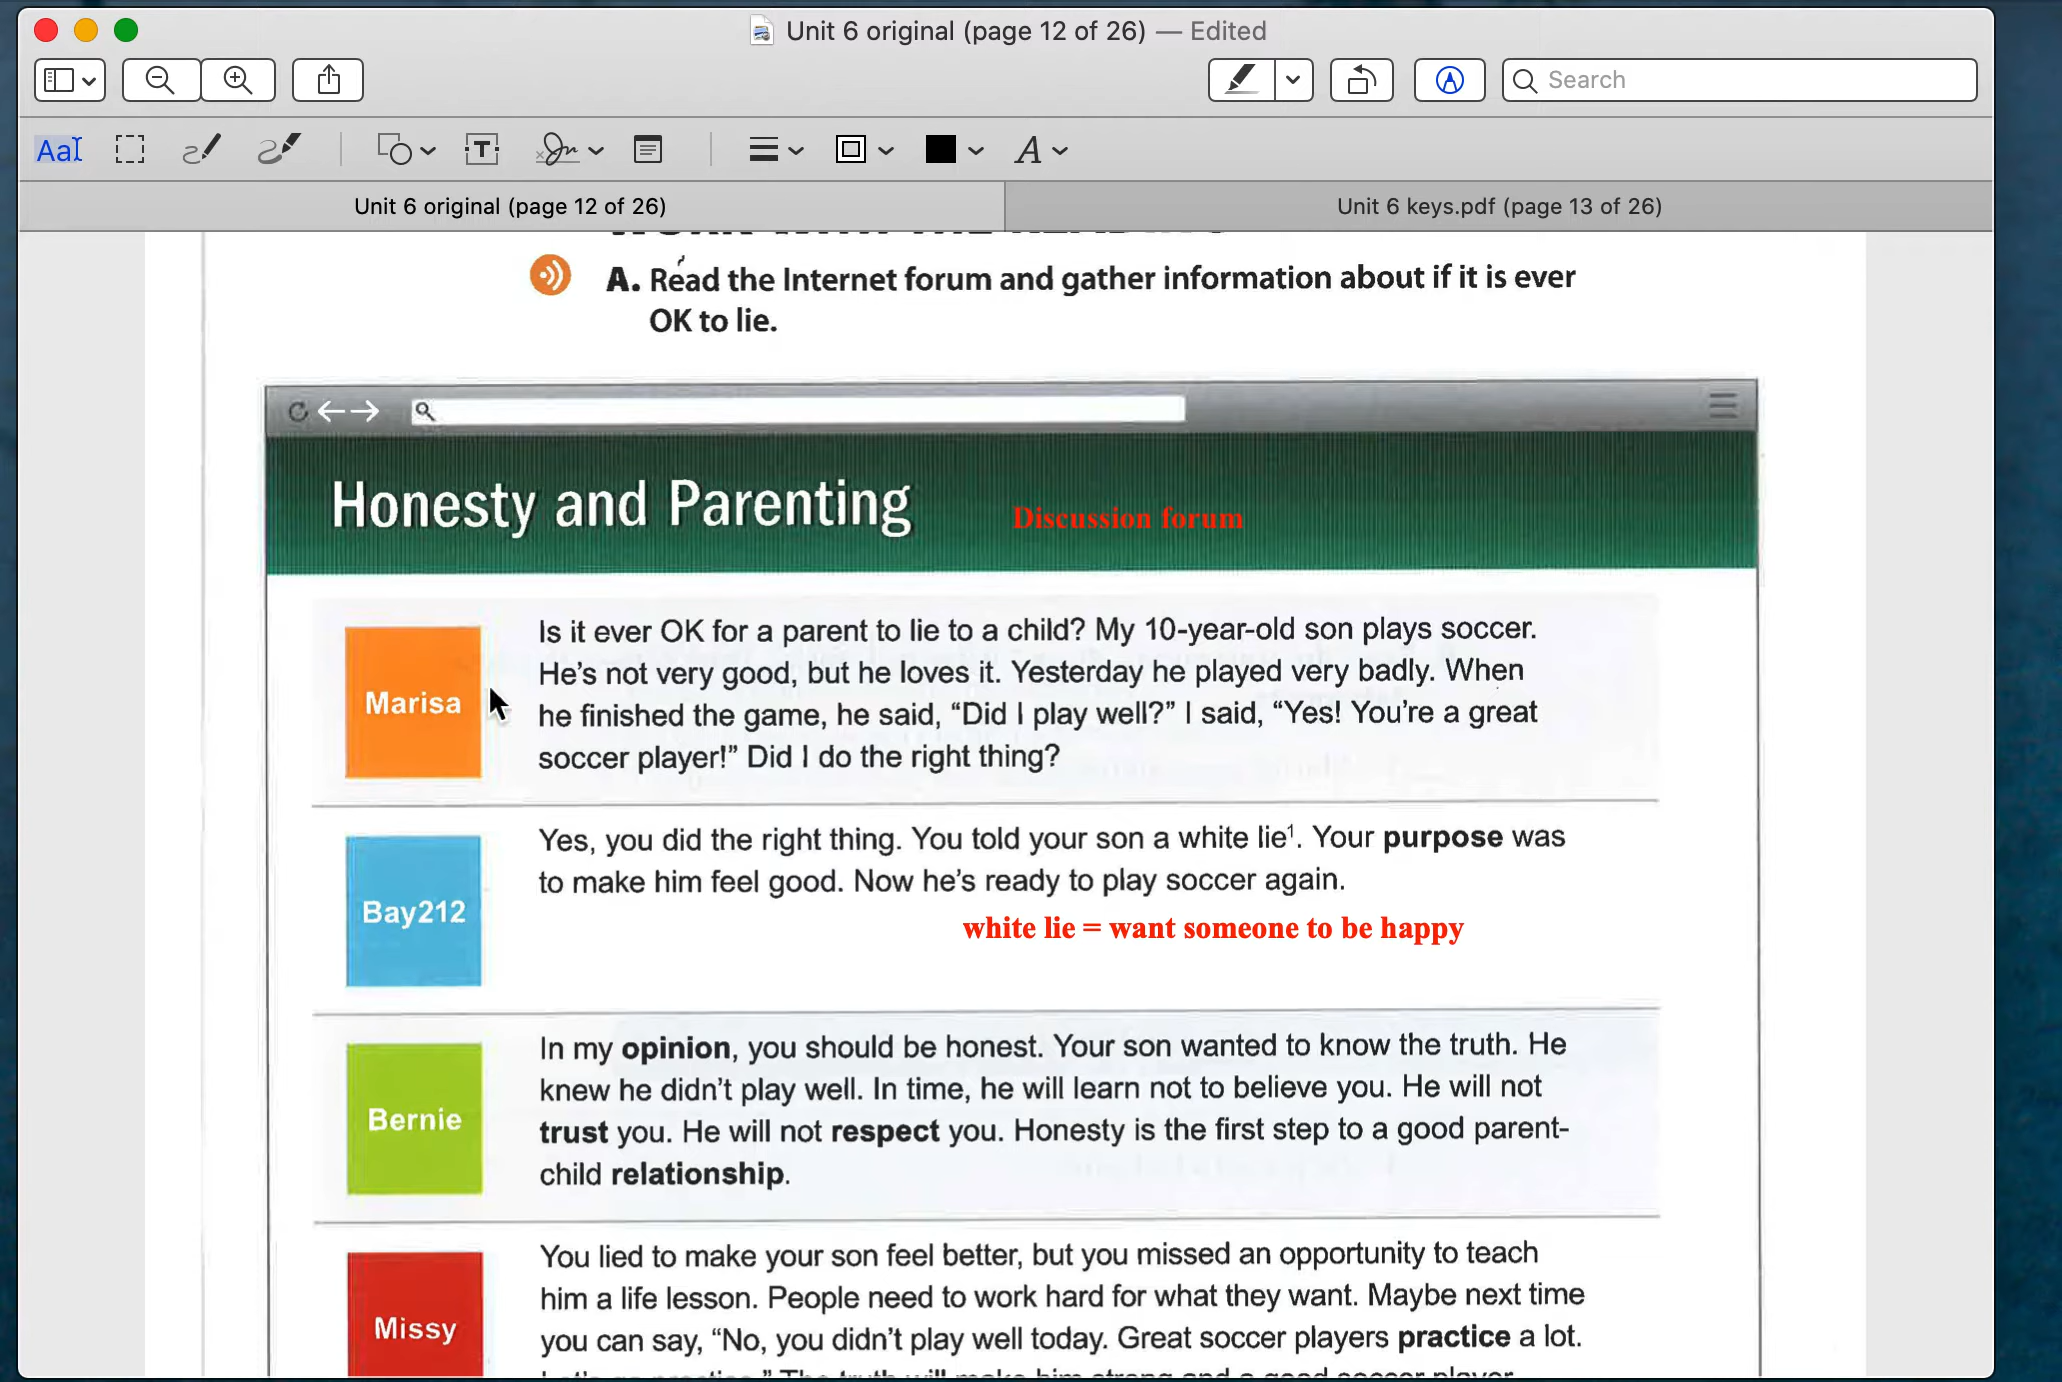 Unit 6 original (page 12 of 26) — Edited
Search
Aa
T
A
Unit 6 original (page 12 of 26)
Unit 6 keys.pdf (page 13 of 26)
A. Read the Internet forum and gather information about if it is ever
OK to lie.
Honesty and Parenting
Discussion forum
Marisa
Is it ever OK for a parent to lie to a child? My 10-year-old son plays soccer.
He's not very good, but he loves it. Yesterday he played very badly. When
he finished the game, he said, “Did I play well?” I said, “Yes! You're a great
soccer player!” Did I do the right thing?
Bay212
Yes, you did the right thing. You told your son a white lie¹. Your purpose was
to make him feel good. Now he's ready to play soccer again.
white lie = want someone to be happy
Bernie
In my opinion, you should be honest. Your son wanted to know the truth. He
knew he didn't play well. In time, he will learn not to believe you. He will not
trust you. He will not respect you. Honesty is the first step to a good parent-
child relationship.
Missy
You lied to make your son feel better, but you missed an opportunity to teach
him a life lesson. People need to work hard for what they want. Maybe next time
you can say, “No, you didn't play well today. Great soccer players practice a lot.